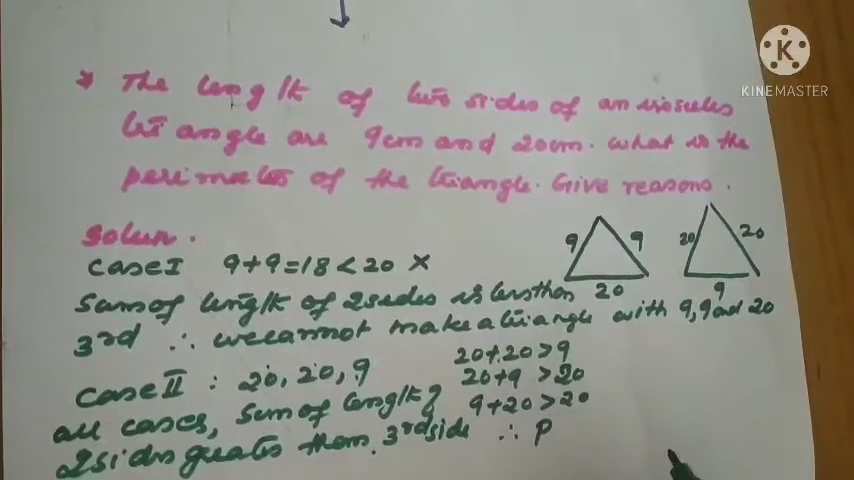 KINEMASTER
* The length of two sides of an isosceles
triangle are 9cm and 20cm. what is the
perimeter of the triangle. Give reasons.
Solun.
case I 9+9=18<20 ×
9 9
20
20 20
9
Sum of length of 2 sides is less than
3rd ∴ we cannot make a triangle with 9, 9 and 20
case II : 20, 20, 9
20+20>9
20+9 >20
9+20>20
all cases, Sum of length of
2 sides greater than 3rd side ∴ P